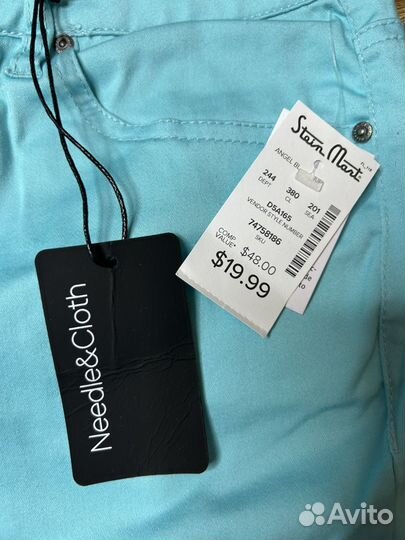 Needle&Cloth
Stein Mart
ANGEL
244 380 201
DEPT CL SEA
D5A165
VENDOR STYLE NUMBER
74758186
SKU
COMP VALUE* $48.00
$19.99
Avito